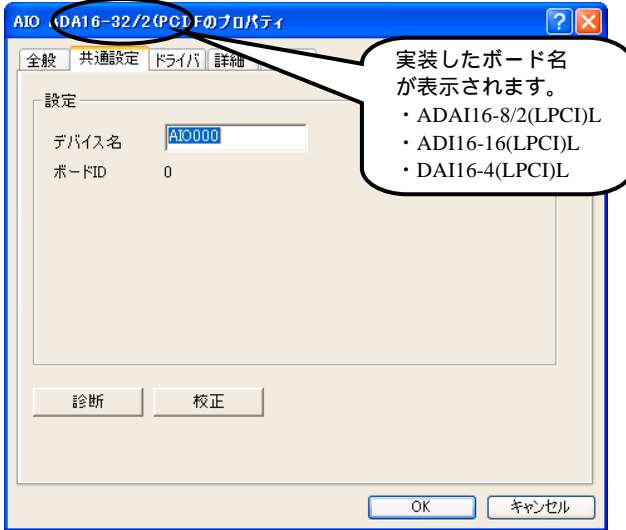 AIO ADA16-32/2(PCI)Fのプロパティ
実装したボード名
が表示されます。
・ADAI16-8/2(LPCI)L
・ADI16-16(LPCI)L
・DAI16-4(LPCI)L
全般 共通設定 ドライバ 詳細
設定
デバイス名 AIO000
ボードID 0
診断 校正
OK キャンセル